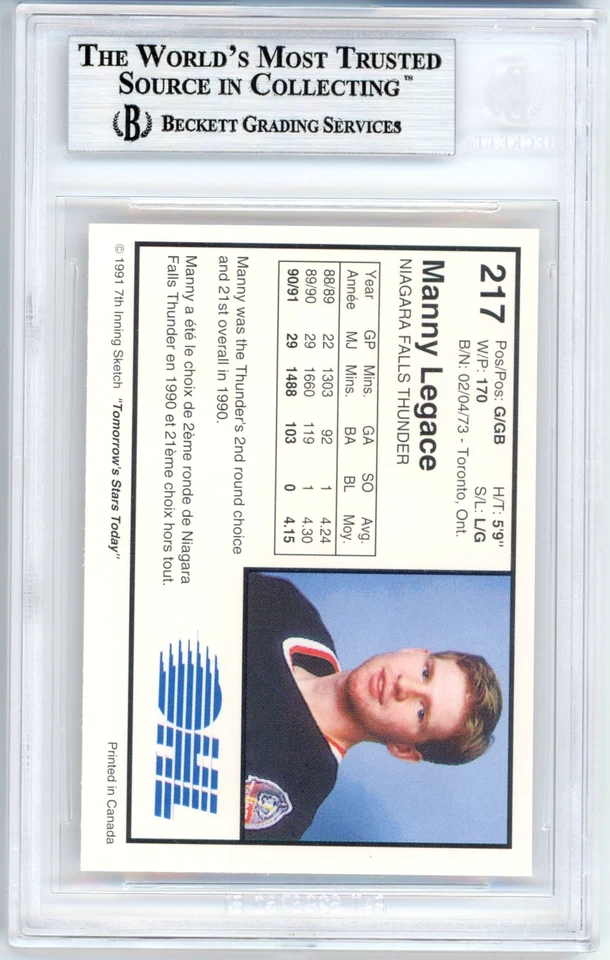 THE WORLD'S MOST TRUSTED
SOURCE IN COLLECTING™
B BECKETT GRADING SERVICES
217 Pos/Pos: G/GB H/T: 5'9"
W/P: 170 S/L: L/G
B/N: 02/04/73 - Toronto, Ont.
Manny Legace
NIAGARA FALLS THUNDER
Year GP Mins. GA SO Avg.
Année MJ Mins. BA BL Moy.
88/89 22 1303 92 1 4.24
89/90 29 1660 119 1 4.30
90/91 29 1488 103 0 4.15
Manny was the Thunder's 2nd round choice
and 21st overall in 1990.
Manny a été le choix de 2ème ronde de Niagara
Falls Thunder en 1990 et 21ème choix hors tout.
OHL
© 1991 7th Inning Sketch "Tomorrow's Stars Today"
Printed in Canada